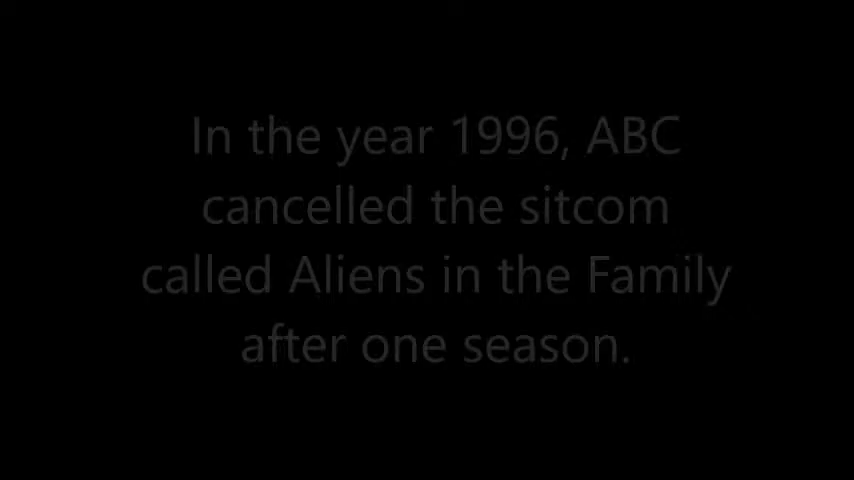 In the year 1996, ABC
cancelled the sitcom
called Aliens in the Family
after one season.